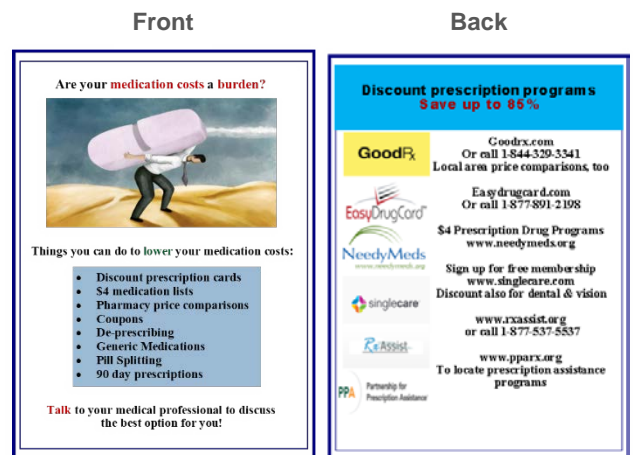 Front
Back
Are your medication costs a burden?
Things you can do to lower your medication costs:
• Discount prescription cards
• $4 medication lists
• Pharmacy price comparisons
• Coupons
• De-prescribing
• Generic Medications
• Pill Splitting
• 90 day prescriptions
Talk to your medical professional to discuss
the best option for you!
Discount prescription programs
Save up to 85%
GoodRx
Goodrx.com
Or call 1-844-329-3341
Local area price comparisons, too
EasyDrugCard™
Easydrugcard.com
Or call 1-877-891-2198
NeedyMeds
www.needymeds.org
$4 Prescription Drug Programs
www.needymeds.org
singlecare™
Sign up for free membership
www.singlecare.com
Discount also for dental & vision
RxAssist
www.rxassist.org
or call 1-877-537-5537
PPA Partnership for
Prescription Assistance®
www.pparx.org
To locate prescription assistance
programs